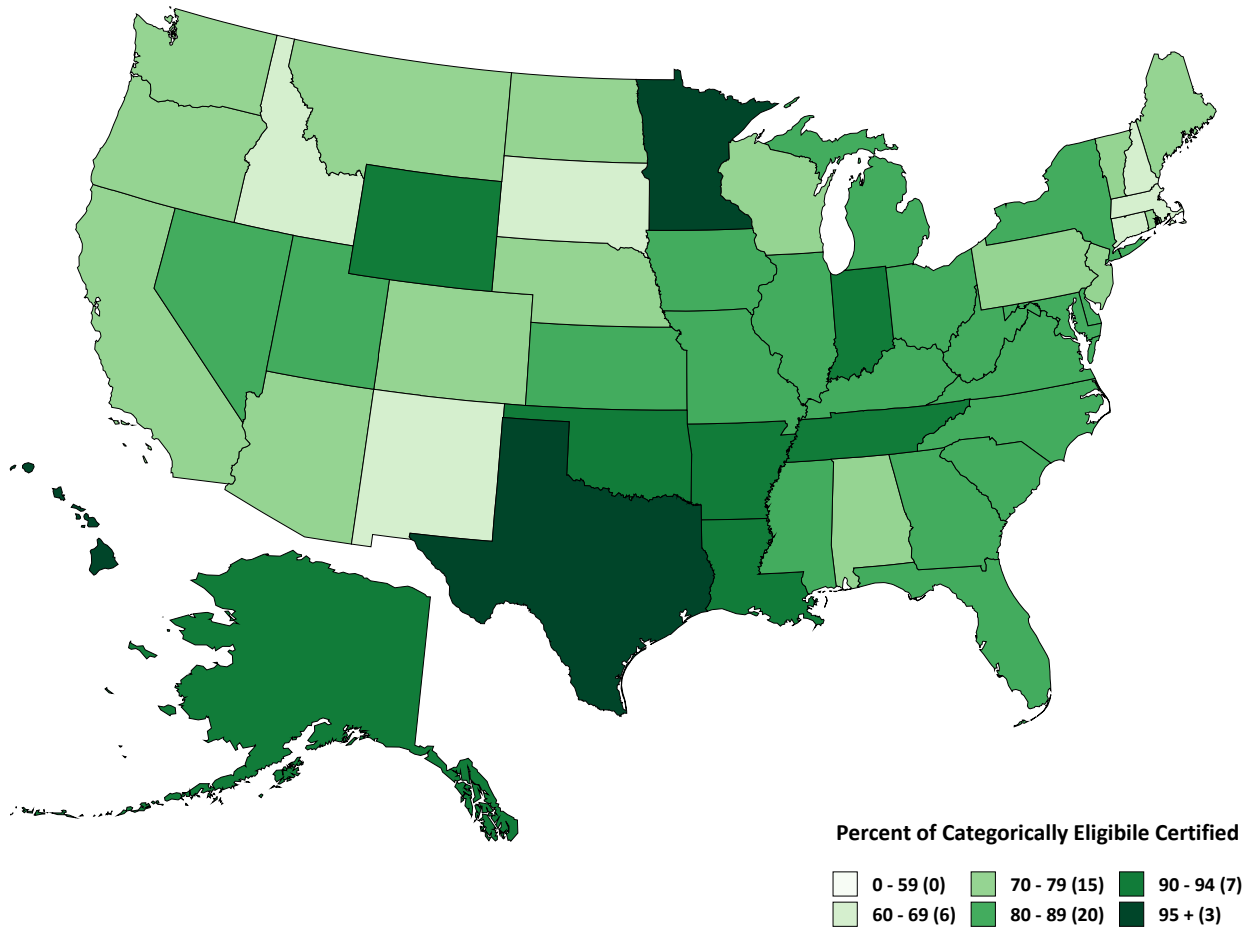 Percent of Categorically Eligibile Certified
0 - 59 (0) 70 - 79 (15) 90 - 94 (7)
60 - 69 (6) 80 - 89 (20) 95 + (3)